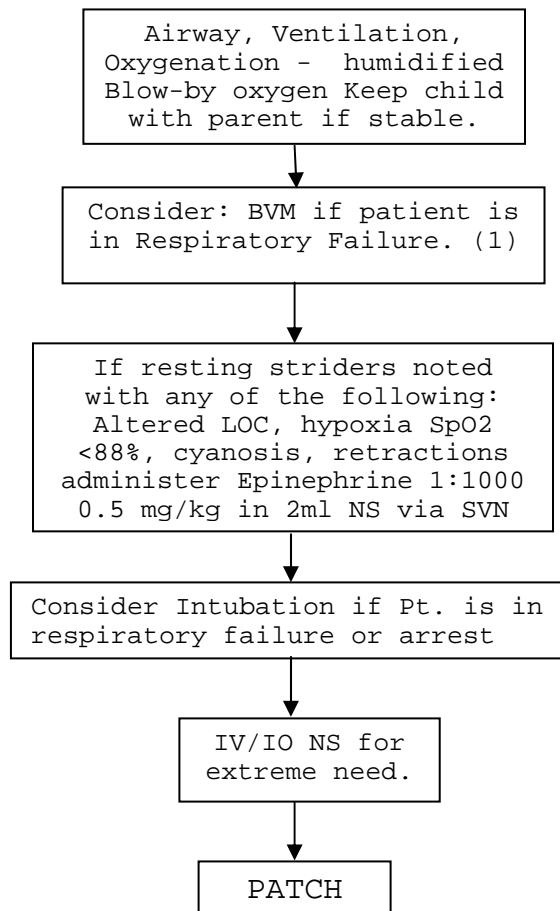 Airway, Ventilation,
Oxygenation - humidified
Blow-by oxygen Keep child
with parent if stable.
Consider: BVM if patient is
in Respiratory Failure. (1)
If resting striders noted
with any of the following:
Altered LOC, hypoxia SpO2
<88%, cyanosis, retractions
administer Epinephrine 1:1000
0.5 mg/kg in 2ml NS via SVN
Consider Intubation if Pt. is in
respiratory failure or arrest
IV/IO NS for
extreme need.
PATCH